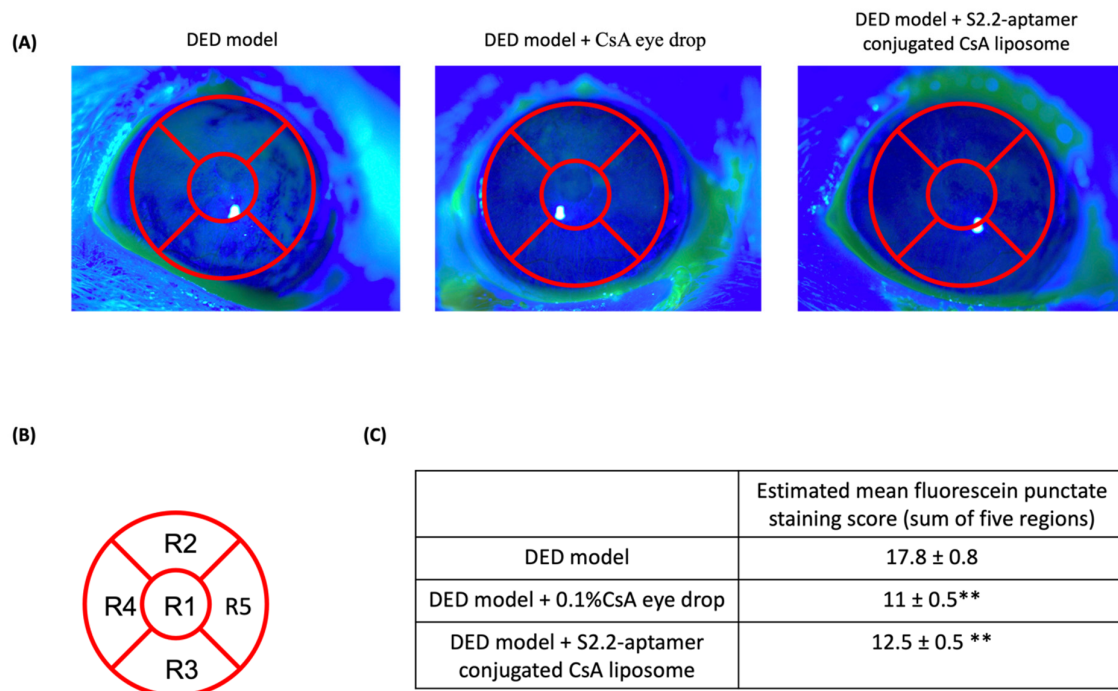 (A)
DED model
DED model + CsA eye drop
DED model + S2.2-aptamer
conjugated CsA liposome
(B)
R2
R4
R1
R5
R3
(C)
Estimated mean fluorescein punctate
staining score (sum of five regions)
DED model
17.8 ± 0.8
DED model + 0.1%CsA eye drop
11 ± 0.5**
DED model + S2.2-aptamer
conjugated CsA liposome
12.5 ± 0.5 **